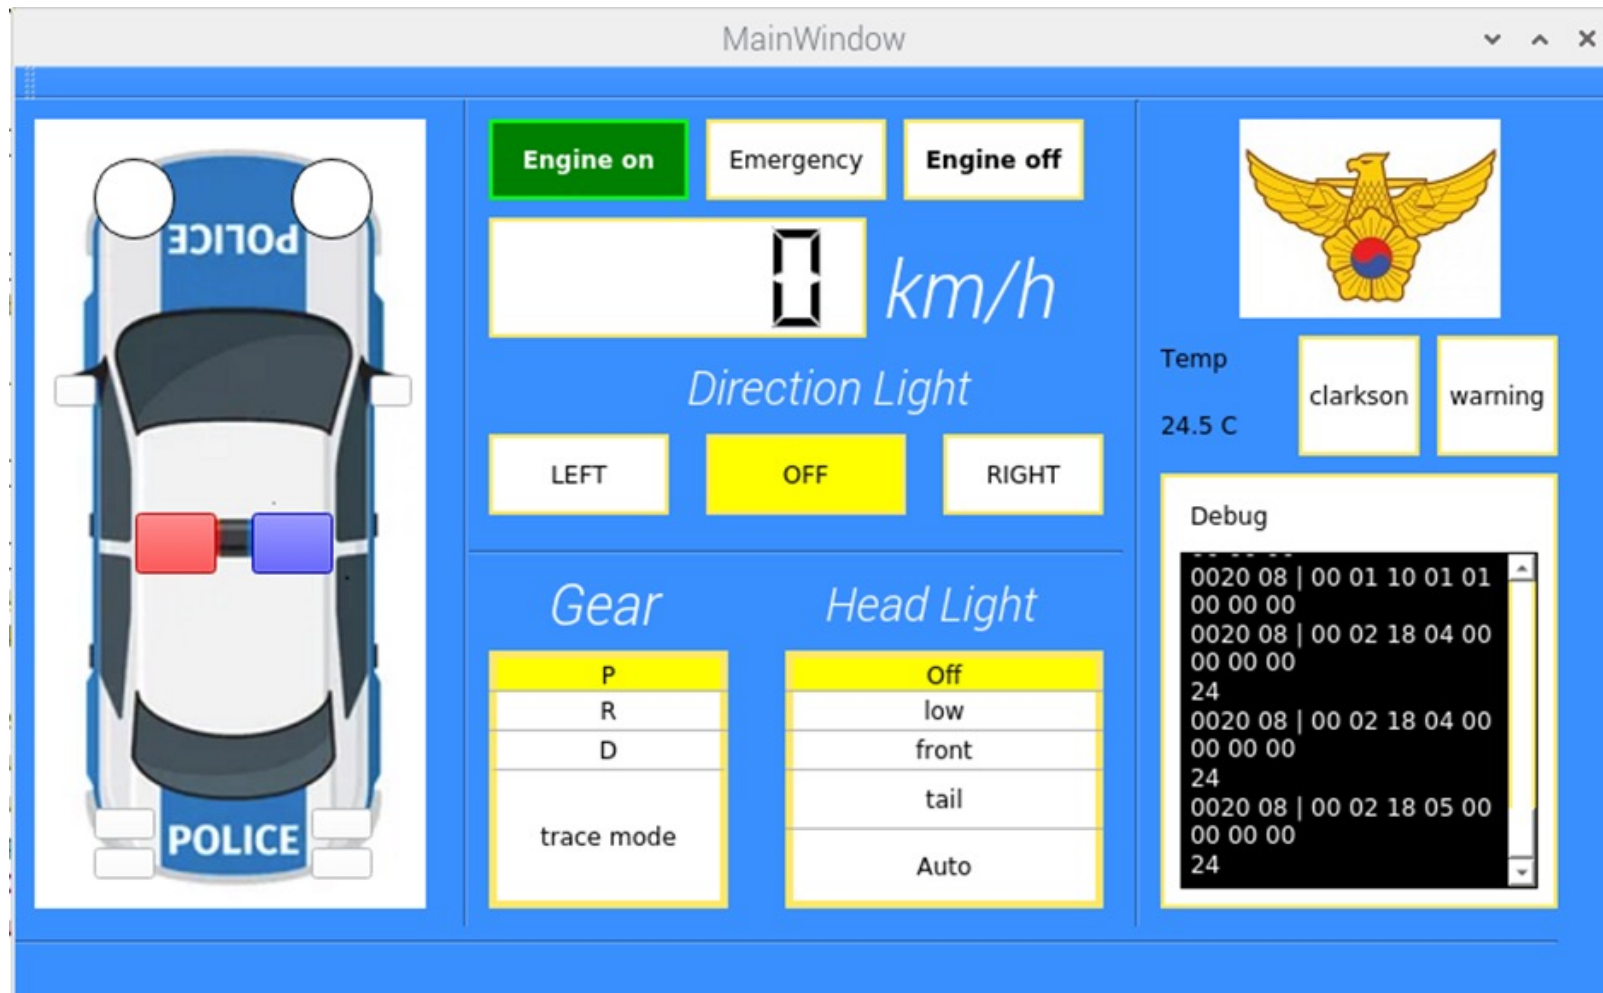 MainWindow
POLICE
POLICE
Engine on
Emergency
Engine off
0
km/h
Direction Light
LEFT
OFF
RIGHT
Gear
P
R
D
trace mode
Head Light
Off
low
front
tail
Auto
Temp
24.5 C
clarkson
warning
Debug
0020 08 | 00 01 10 01 01
00 00 00
0020 08 | 00 02 18 04 00
00 00 00
24
0020 08 | 00 02 18 04 00
00 00 00
24
0020 08 | 00 02 18 05 00
00 00 00
24